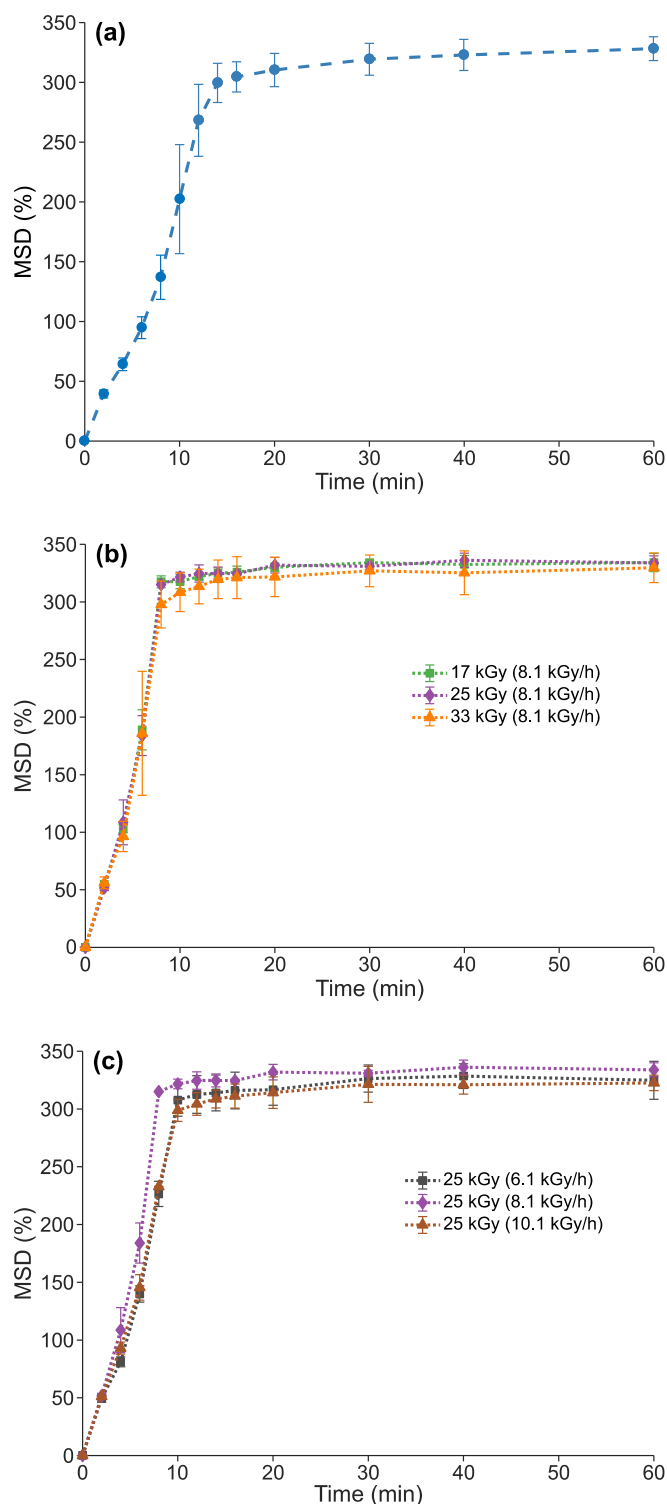 (a)
350
300
250
200
150
100
50
0
MSD (%)
0 10 20 30 40 50 60
Time (min)
(b)
350
300
250
200
150
100
50
0
MSD (%)
17 kGy (8.1 kGy/h)
25 kGy (8.1 kGy/h)
33 kGy (8.1 kGy/h)
0 10 20 30 40 50 60
Time (min)
(c)
350
300
250
200
150
100
50
0
MSD (%)
25 kGy (6.1 kGy/h)
25 kGy (8.1 kGy/h)
25 kGy (10.1 kGy/h)
0 10 20 30 40 50 60
Time (min)